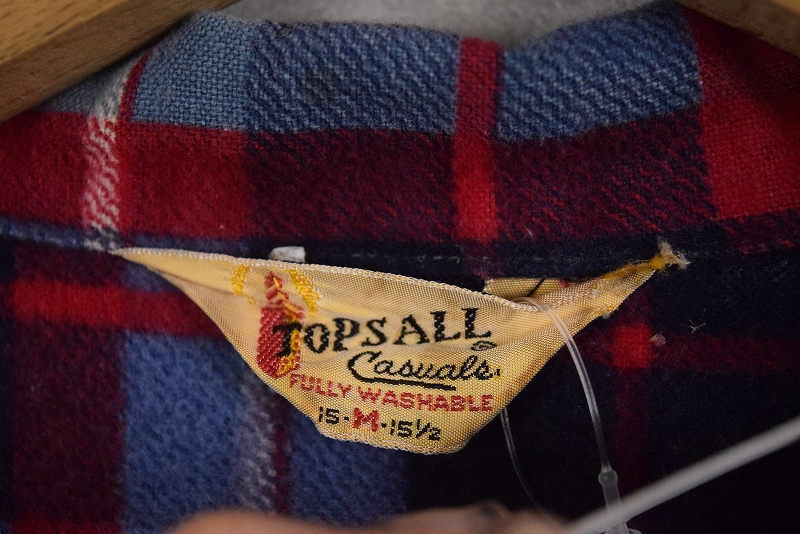 TOPSALL
Casuals
FULLY WASHABLE
15-M-15½